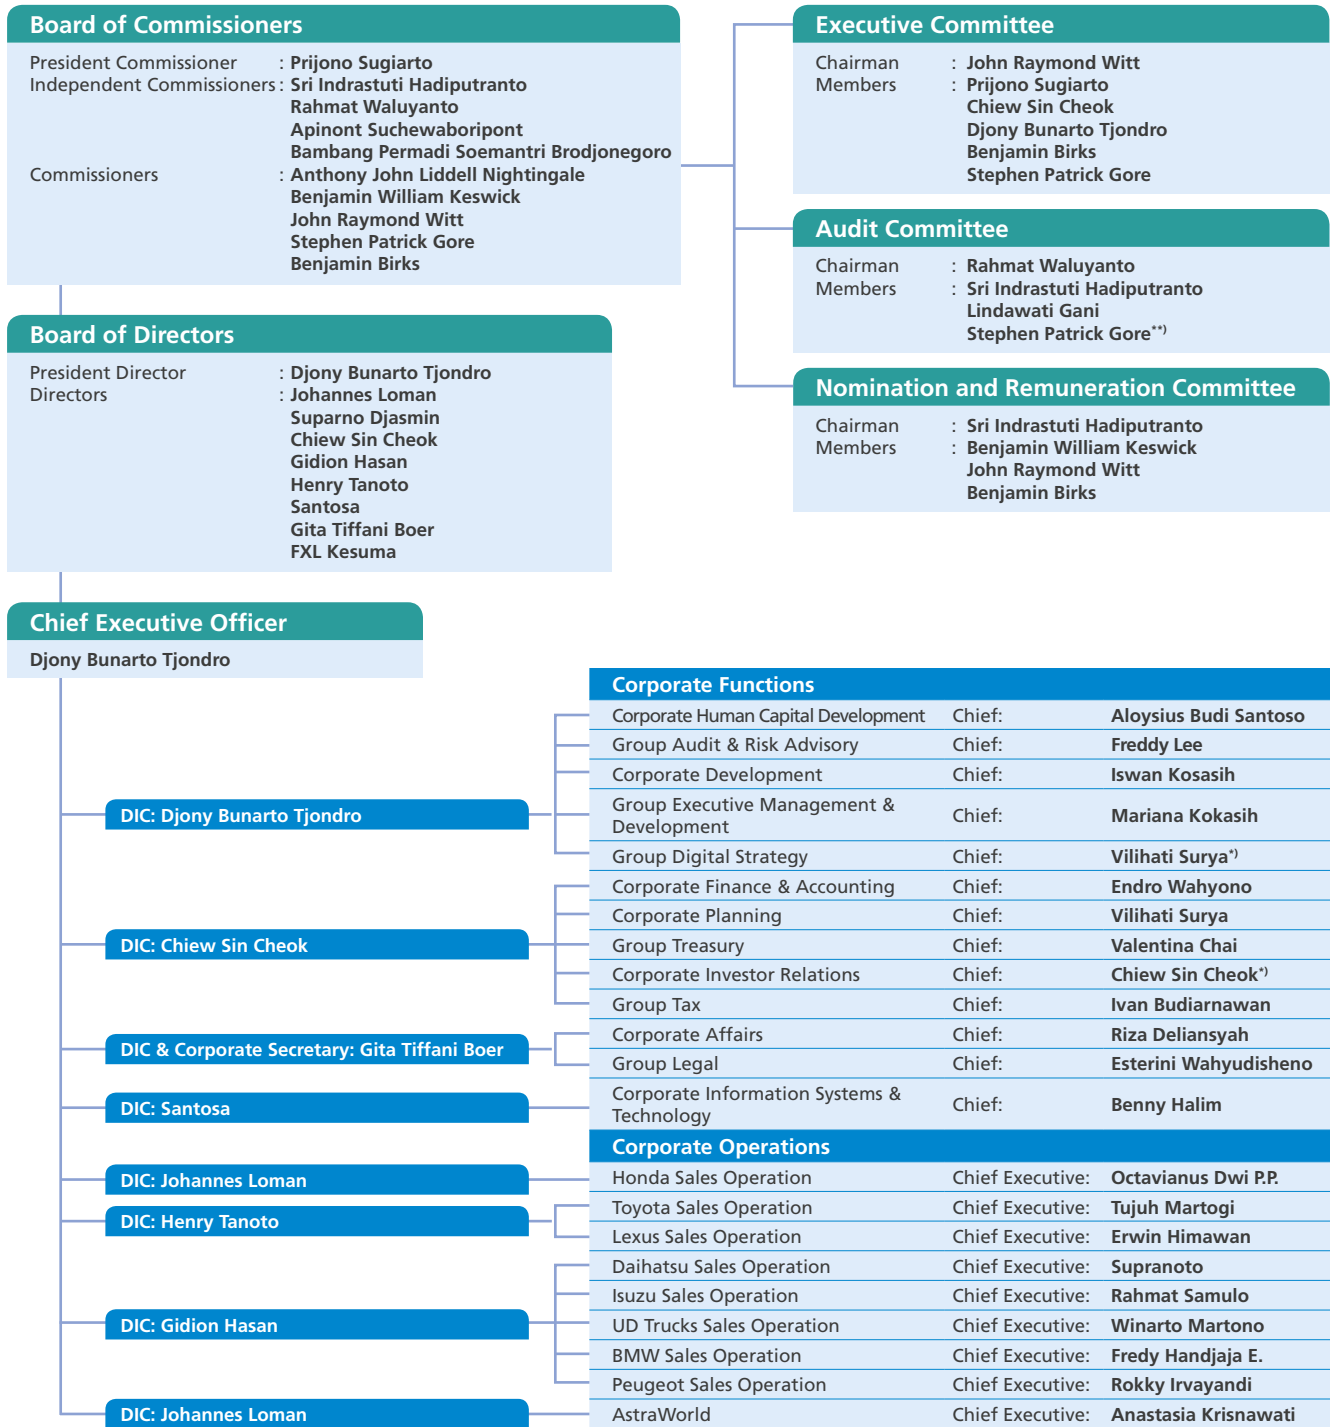 Board of Commissioners
President Commissioner : Prijono Sugiarto
Independent Commissioners : Sri Indrastuti Hadiputranto
Rahmat Waluyanto
Apinont Suchewaboripont
Bambang Permadi Soemantri Brodjonegoro
Commissioners : Anthony John Liddell Nightingale
Benjamin William Keswick
John Raymond Witt
Stephen Patrick Gore
Benjamin Birks
Executive Committee
Chairman : John Raymond Witt
Members : Prijono Sugiarto
Chiew Sin Cheok
Djony Bunarto Tjondro
Benjamin Birks
Stephen Patrick Gore
Audit Committee
Chairman : Rahmat Waluyanto
Members : Sri Indrastuti Hadiputranto
Lindawati Gani
Stephen Patrick Gore**)
Nomination and Remuneration Committee
Chairman : Sri Indrastuti Hadiputranto
Members : Benjamin William Keswick
John Raymond Witt
Benjamin Birks
Board of Directors
President Director : Djony Bunarto Tjondro
Directors : Johannes Loman
Suparno Djasmin
Chiew Sin Cheok
Gidion Hasan
Henry Tanoto
Santosa
Gita Tiffani Boer
FXL Kesuma
Chief Executive Officer
Djony Bunarto Tjondro
Corporate Functions
DIC: Djony Bunarto Tjondro
Corporate Human Capital Development Chief: Aloysius Budi Santoso
Group Audit & Risk Advisory Chief: Freddy Lee
Corporate Development Chief: Iswan Kosasih
Group Executive Management &
Development Chief: Mariana Kokasih
Group Digital Strategy Chief: Vilihati Surya*)
DIC: Chiew Sin Cheok
Corporate Finance & Accounting Chief: Endro Wahyono
Corporate Planning Chief: Vilihati Surya
Group Treasury Chief: Valentina Chai
Corporate Investor Relations Chief: Chiew Sin Cheok*)
Group Tax Chief: Ivan Budiarnawan
DIC & Corporate Secretary: Gita Tiffani Boer
Corporate Affairs Chief: Riza Deliansyah
Group Legal Chief: Esterini Wahyudisheno
DIC: Santosa
Corporate Information Systems &
Technology Chief: Benny Halim
Corporate Operations
DIC: Johannes Loman
Honda Sales Operation Chief Executive: Octavianus Dwi P.P.
DIC: Henry Tanoto
Toyota Sales Operation Chief Executive: Tujuh Martogi
Lexus Sales Operation Chief Executive: Erwin Himawan
DIC: Gidion Hasan
Daihatsu Sales Operation Chief Executive: Supranoto
Isuzu Sales Operation Chief Executive: Rahmat Samulo
UD Trucks Sales Operation Chief Executive: Winarto Martono
BMW Sales Operation Chief Executive: Fredy Handjaja E.
Peugeot Sales Operation Chief Executive: Rokky Irvayandi
DIC: Johannes Loman
AstraWorld Chief Executive: Anastasia Krisnawati